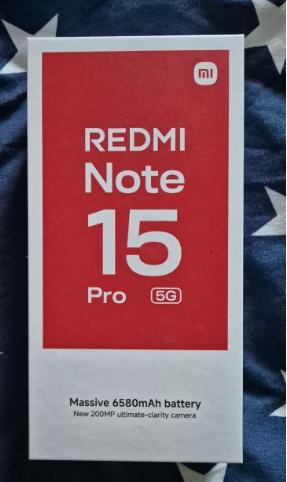 mi
REDMI
Note
15
Pro 5G
Massive 6580mAh battery
New 200MP ultimate-clarity camera